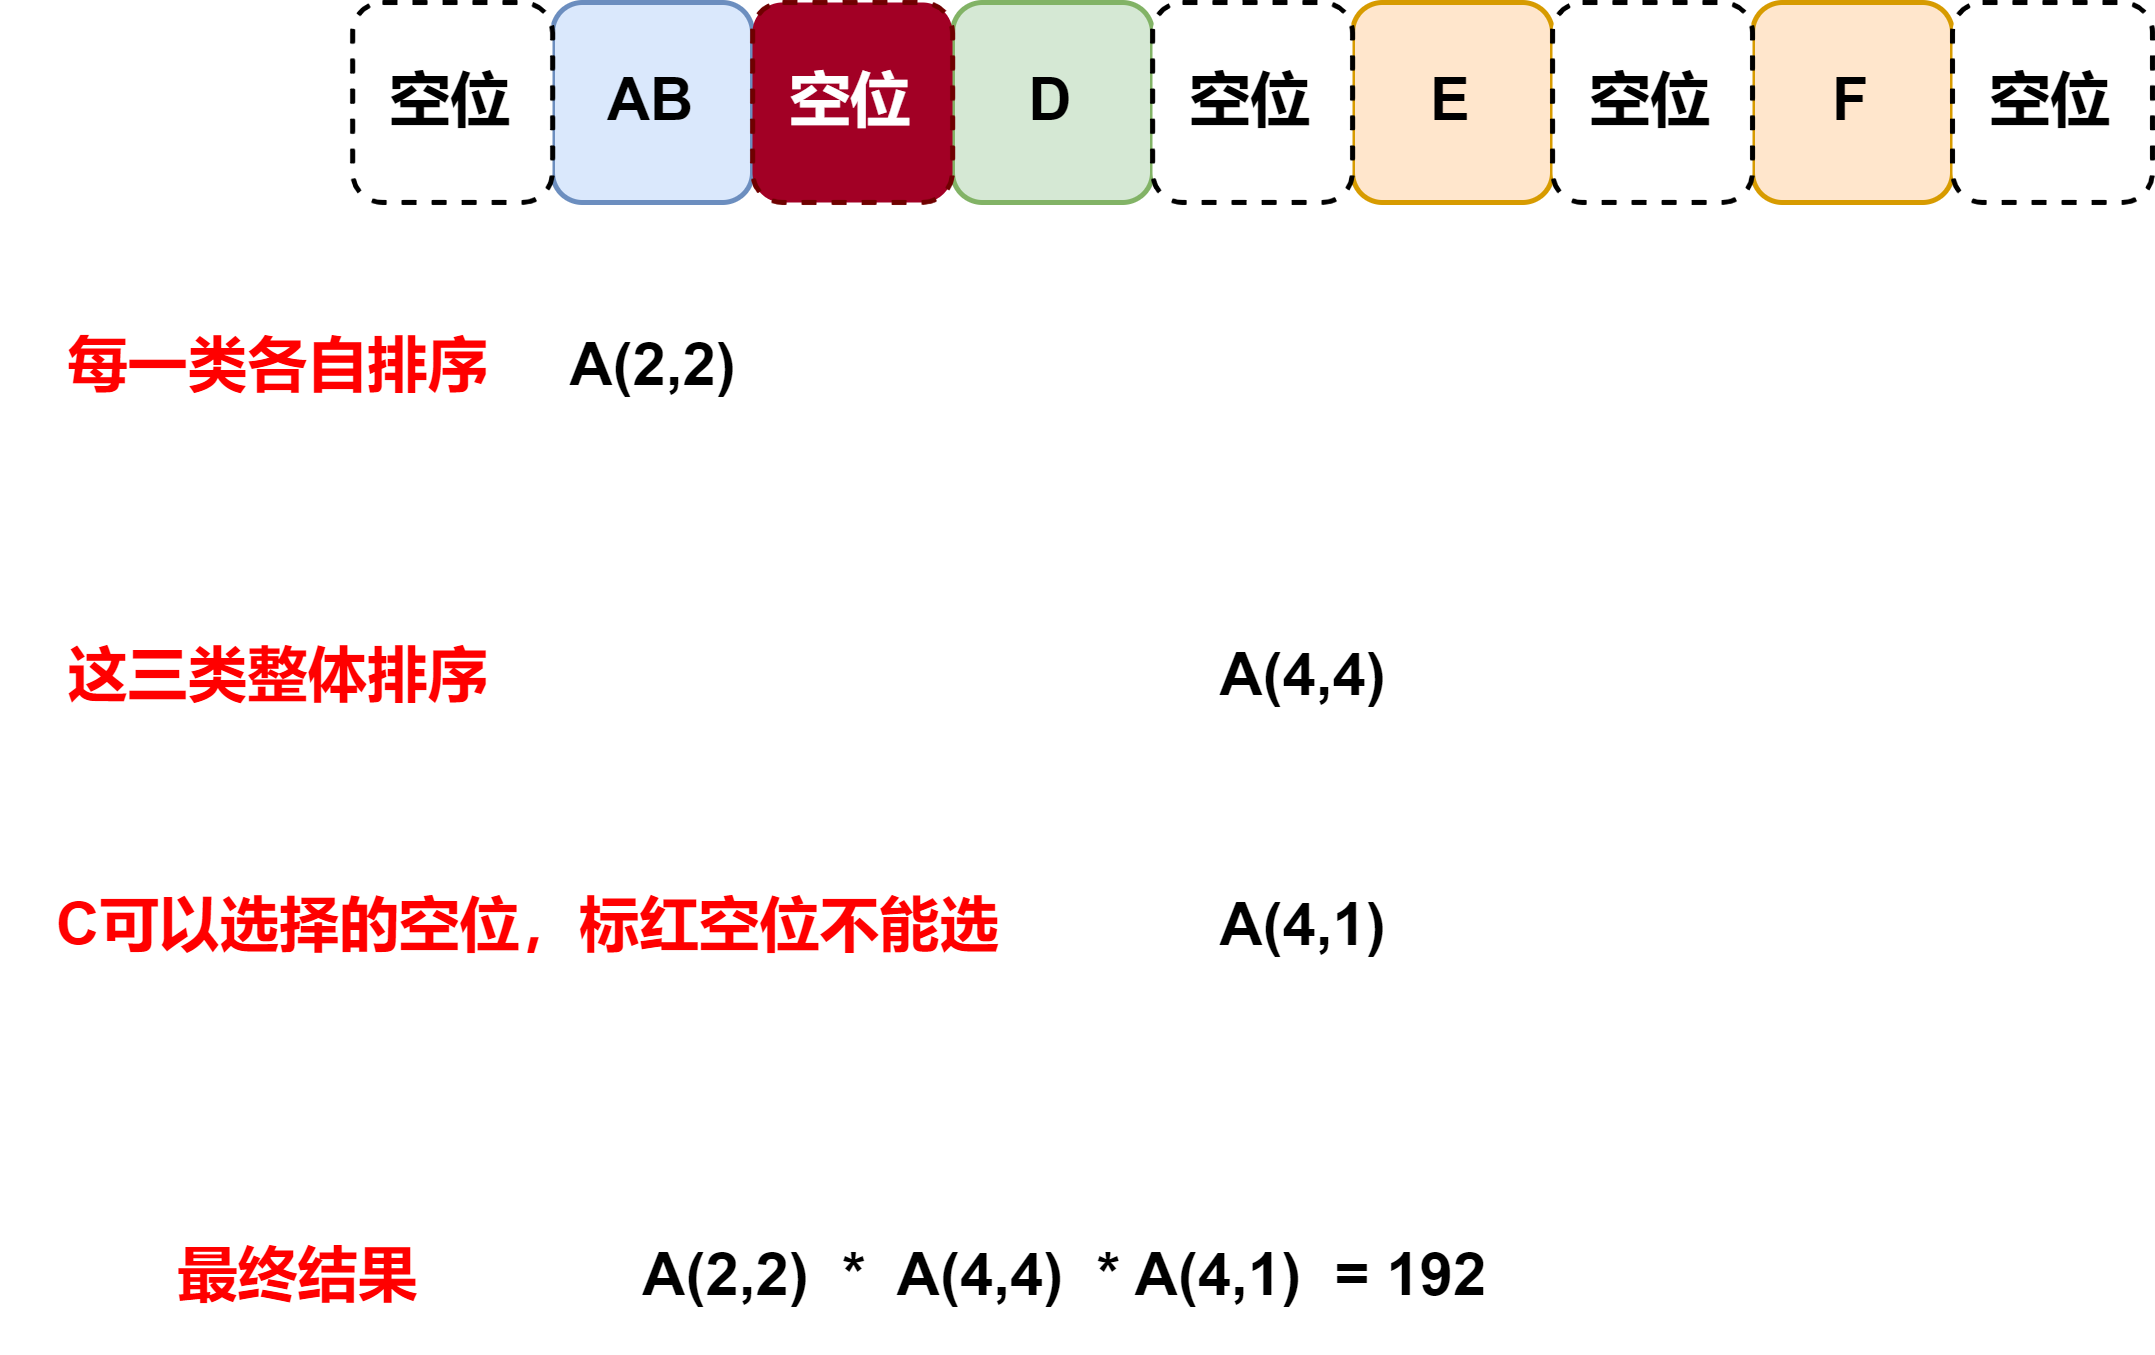 空位 AB 空位 D 空位 E 空位 F 空位
每一类各自排序 A(2,2)
这三类整体排序 A(4,4)
C可以选择的空位，标红空位不能选 A(4,1)
最终结果 A(2,2) * A(4,4) * A(4,1) = 192